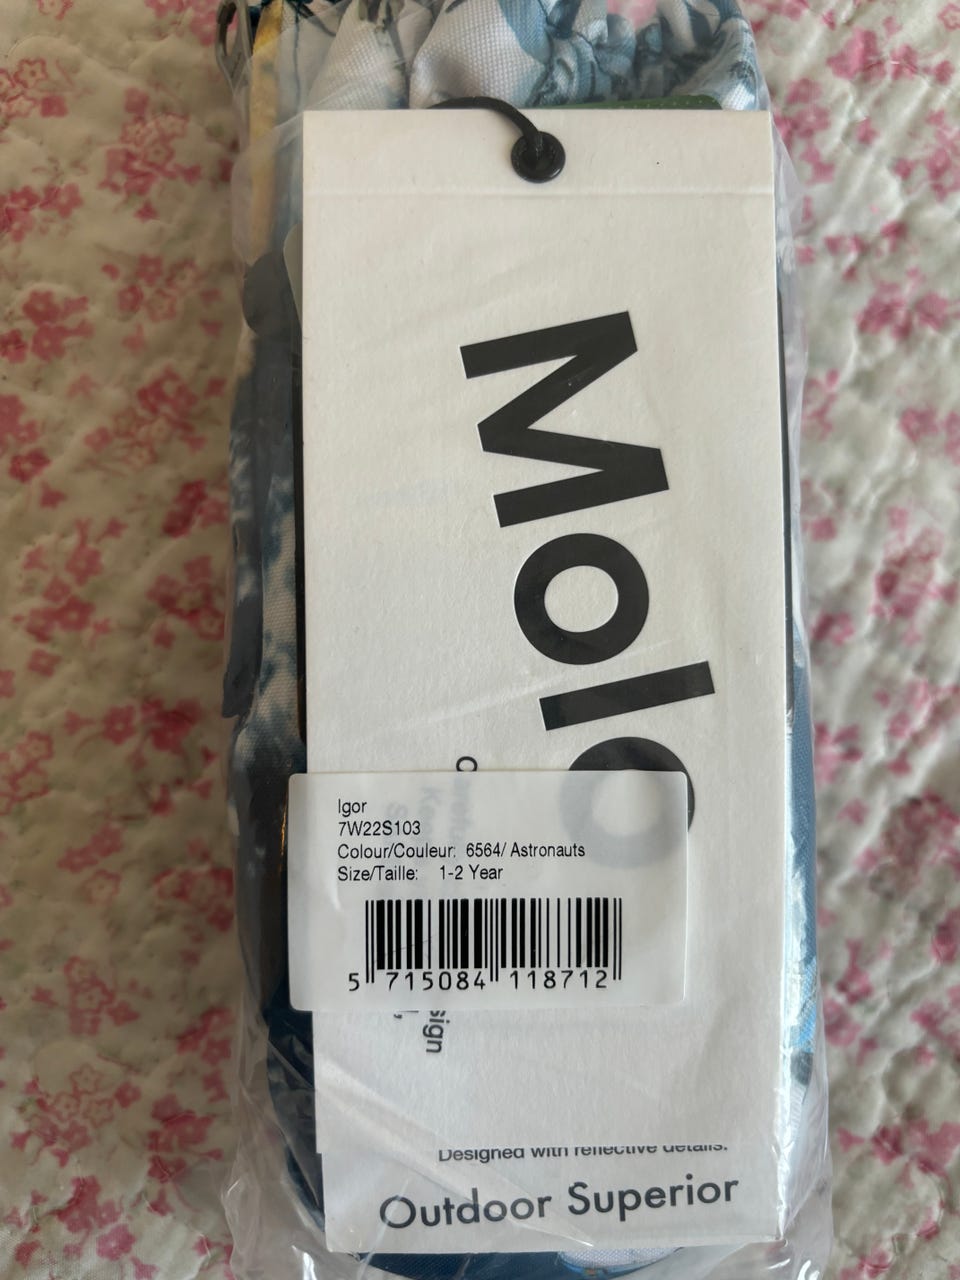 Molo
Igor
7W22S103
Colour/Couleur: 6564/ Astronauts
Size/Taille: 1-2 Year
5 715084 118712
Designed with reflective details.
Outdoor Superior